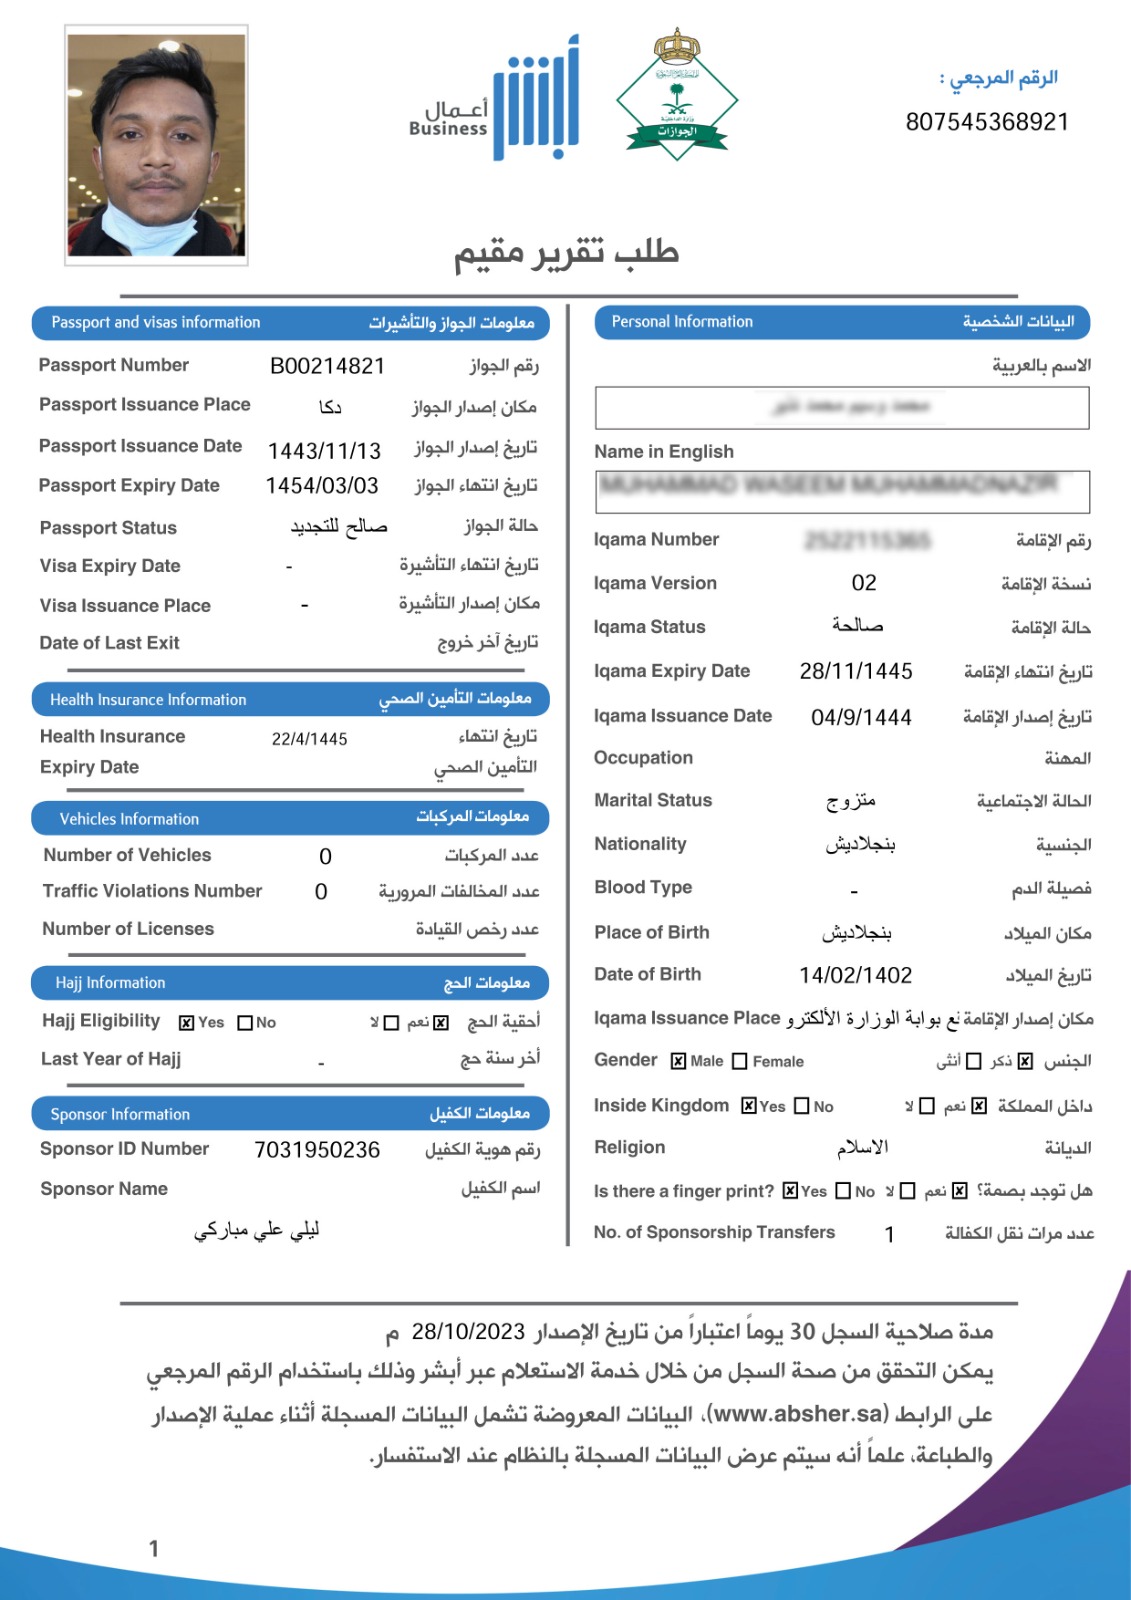 أبشر
أعمال
Business
وزارة الداخلية
الجوازات
الرقم المرجعي :
807545368921
طلب تقرير مقيم
Passport and visas information معلومات الجواز والتأشيرات
Passport Number B00214821 رقم الجواز
Passport Issuance Place دكا مكان إصدار الجواز
Passport Issuance Date 1443/11/13 تاريخ إصدار الجواز
Passport Expiry Date 1454/03/03 تاريخ انتهاء الجواز
Passport Status صالح للتجديد حالة الجواز
Visa Expiry Date - تاريخ انتهاء التأشيرة
Visa Issuance Place - مكان إصدار التأشيرة
Date of Last Exit تاريخ آخر خروج
Health Insurance Information معلومات التأمين الصحي
Health Insurance 22/4/1445 تاريخ انتهاء
Expiry Date التأمين الصحي
Vehicles Information معلومات المركبات
Number of Vehicles 0 عدد المركبات
Traffic Violations Number 0 عدد المخالفات المرورية
Number of Licenses عدد رخص القيادة
Hajj Information معلومات الحج
Hajj Eligibility Yes No أحقية الحج نعم لا
Last Year of Hajj - أخر سنة حج
Sponsor Information معلومات الكفيل
Sponsor ID Number 7031950236 رقم هوية الكفيل
Sponsor Name اسم الكفيل
ليلي علي مباركي
Personal Information البيانات الشخصية
الاسم بالعربية
Name in English
Iqama Number رقم الإقامة
Iqama Version 02 نسخة الإقامة
Iqama Status صالحة حالة الإقامة
Iqama Expiry Date 28/11/1445 تاريخ انتهاء الإقامة
Iqama Issuance Date 04/9/1444 تاريخ إصدار الإقامة
Occupation المهنة
Marital Status متزوج الحالة الاجتماعية
Nationality بنجلاديش الجنسية
Blood Type - فصيلة الدم
Place of Birth بنجلاديش مكان الميلاد
Date of Birth 14/02/1402 تاريخ الميلاد
Iqama Issuance Place بوابة الوزارة الألكترو مكان إصدار الإقامة
Gender Male Female الجنس ذكر أنثى
Inside Kingdom Yes No داخل المملكة نعم لا
Religion الاسلام الديانة
Is there a finger print? Yes No هل توجد بصمة؟ نعم لا
No. of Sponsorship Transfers 1 عدد مرات نقل الكفالة
مدة صلاحية السجل 30 يوماً اعتباراً من تاريخ الإصدار 28/10/2023 م
يمكن التحقق من صحة السجل من خلال خدمة الاستعلام عبر أبشر وذلك باستخدام الرقم المرجعي
على الرابط (www.absher.sa)، البيانات المعروضة تشمل البيانات المسجلة أثناء عملية الإصدار
والطباعة، علماً أنه سيتم عرض البيانات المسجلة بالنظام عند الاستفسار.
1